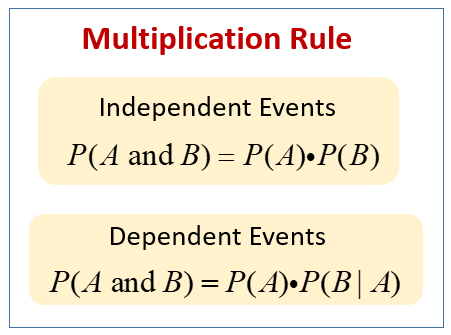 Multiplication Rule
Independent Events
P(A and B) = P(A)•P(B)
Dependent Events
P(A and B) = P(A)•P(B | A)